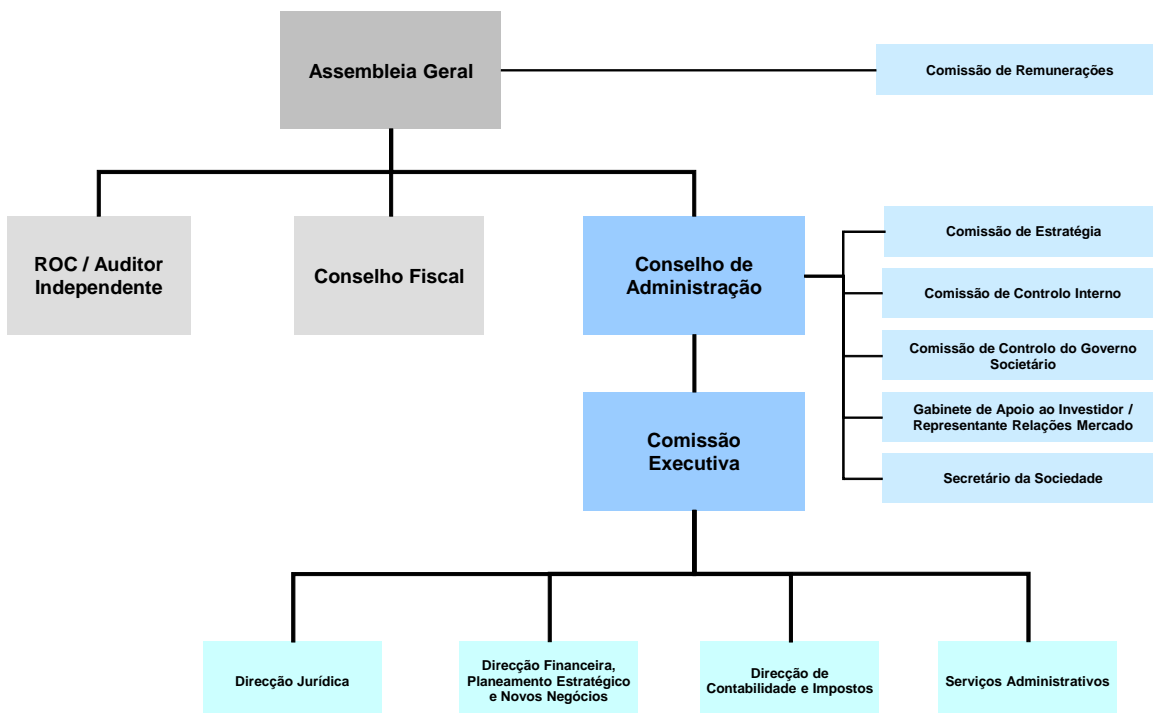 Assembleia Geral
Comissão de Remunerações
ROC / Auditor
Independente
Conselho Fiscal
Conselho de
Administração
Comissão de Estratégia
Comissão de Controlo Interno
Comissão de Controlo do Governo
Societário
Gabinete de Apoio ao Investidor /
Representante Relações Mercado
Secretário da Sociedade
Comissão
Executiva
Direcção Jurídica
Direcção Financeira,
Planeamento Estratégico
e Novos Negócios
Direcção de
Contabilidade e Impostos
Serviços Administrativos